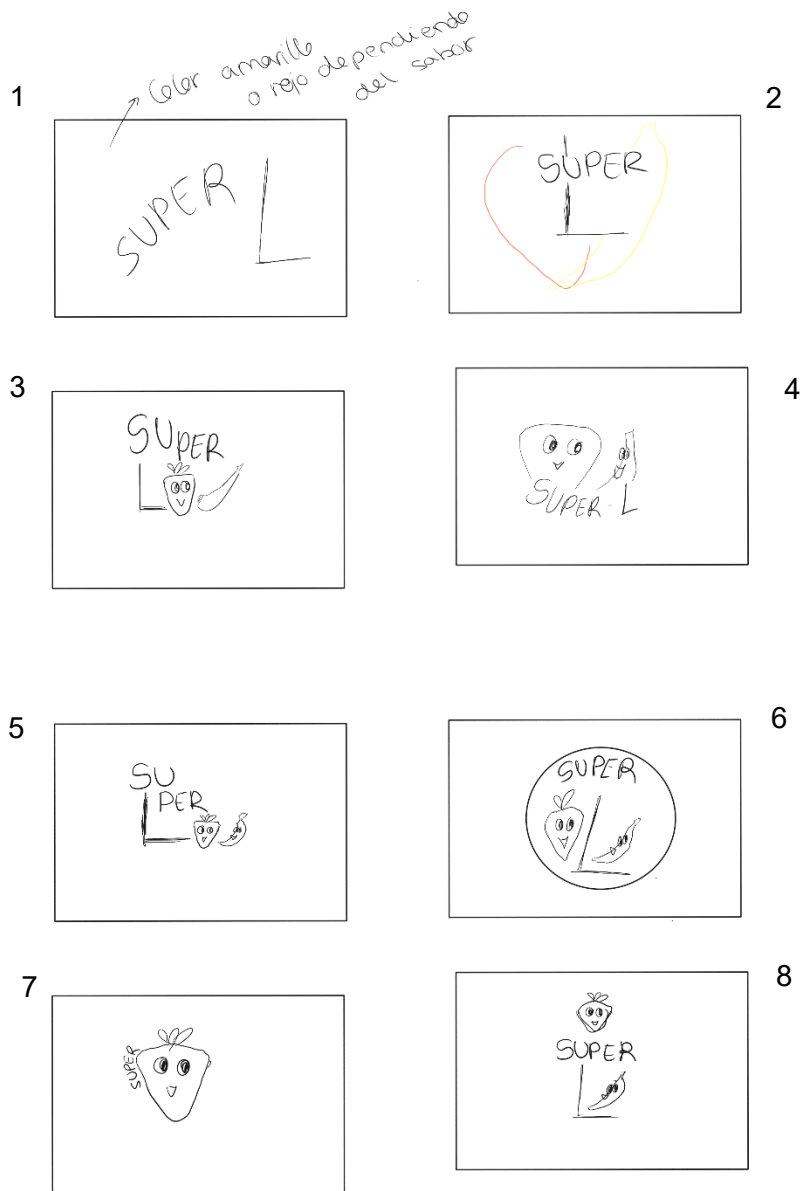 Color amarillo
o rojo dependiendo
del sabor
1
SUPER L
2
SUPER
L
3
SUPER
L
4
SUPER-L
5
SU
PER
L
6
SUPER
L
7
SUPER
8
SUPER
L